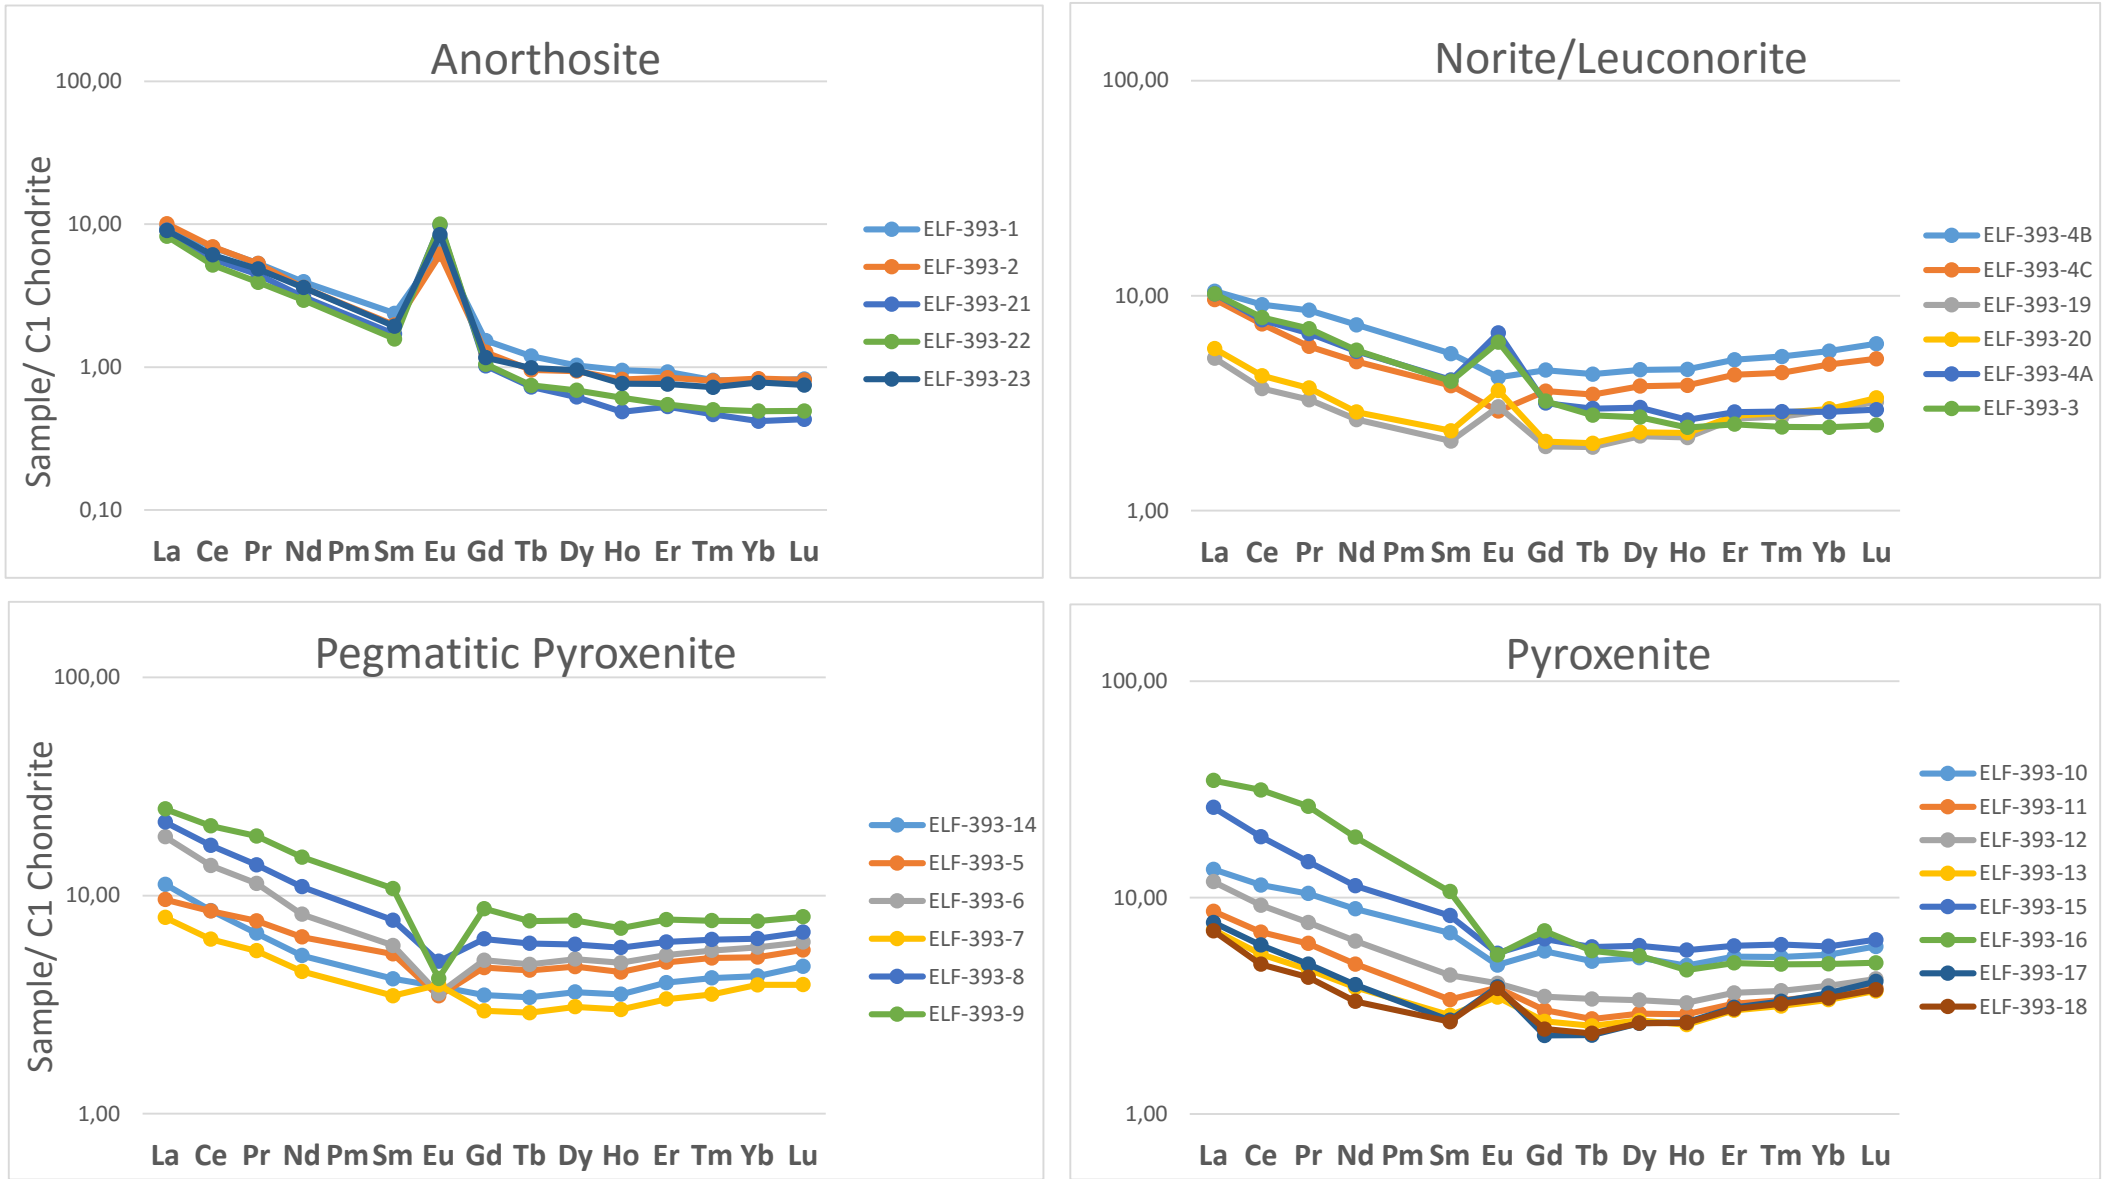 Anorthosite
100,00
10,00
1,00
0,10
Sample/ C1 Chondrite
La Ce Pr Nd Pm Sm Eu Gd Tb Dy Ho Er Tm Yb Lu
ELF-393-1
ELF-393-2
ELF-393-21
ELF-393-22
ELF-393-23
Norite/Leuconorite
100,00
10,00
1,00
La Ce Pr Nd Pm Sm Eu Gd Tb Dy Ho Er Tm Yb Lu
ELF-393-4B
ELF-393-4C
ELF-393-19
ELF-393-20
ELF-393-4A
ELF-393-3
Pegmatitic Pyroxenite
100,00
10,00
1,00
Sample/ C1 Chondrite
La Ce Pr Nd Pm Sm Eu Gd Tb Dy Ho Er Tm Yb Lu
ELF-393-14
ELF-393-5
ELF-393-6
ELF-393-7
ELF-393-8
ELF-393-9
Pyroxenite
100,00
10,00
1,00
La Ce Pr Nd Pm Sm Eu Gd Tb Dy Ho Er Tm Yb Lu
ELF-393-10
ELF-393-11
ELF-393-12
ELF-393-13
ELF-393-15
ELF-393-16
ELF-393-17
ELF-393-18